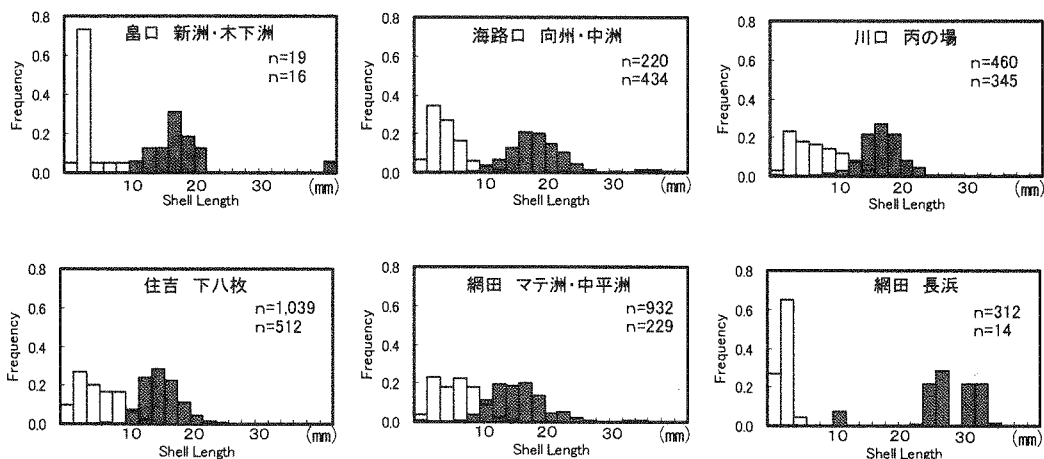 畠口 新洲・木下洲
n=19
n=16
Frequency
0.8
0.6
0.4
0.2
0.0
10
20
30
(mm)
Shell Length
海路口 向州・中洲
n=220
n=434
Frequency
0.8
0.6
0.4
0.2
0.0
10
20
30
(mm)
Shell Length
川口 丙の場
n=460
n=345
Frequency
0.8
0.6
0.4
0.2
0.0
10
20
30
(mm)
Shell Length
住吉 下八枚
n=1,039
n=512
Frequency
0.8
0.6
0.4
0.2
0.0
10
20
30
(mm)
Shell Length
網田 マテ洲・中平洲
n=932
n=229
Frequency
0.8
0.6
0.4
0.2
0.0
10
20
30
(mm)
Shell Length
網田 長浜
n=312
n=14
Frequency
0.8
0.6
0.4
0.2
0.0
10
20
30
(mm)
Shell Length